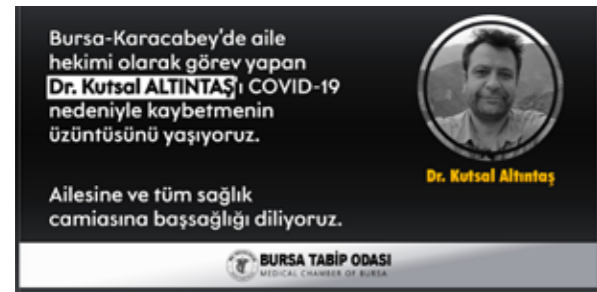 Bursa-Karacabey'de aile
hekimi olarak görev yapan
Dr. Kutsal ALTINTAŞ'ı COVID-19
nedeniyle kaybetmenin
üzüntüsünü yaşıyoruz.
Dr. Kutsal Altıntaş
Ailesine ve tüm sağlık
camiasına başsağlığı diliyoruz.
BURSA TABİP ODASI
MEDICAL CHAMBER OF BURSA